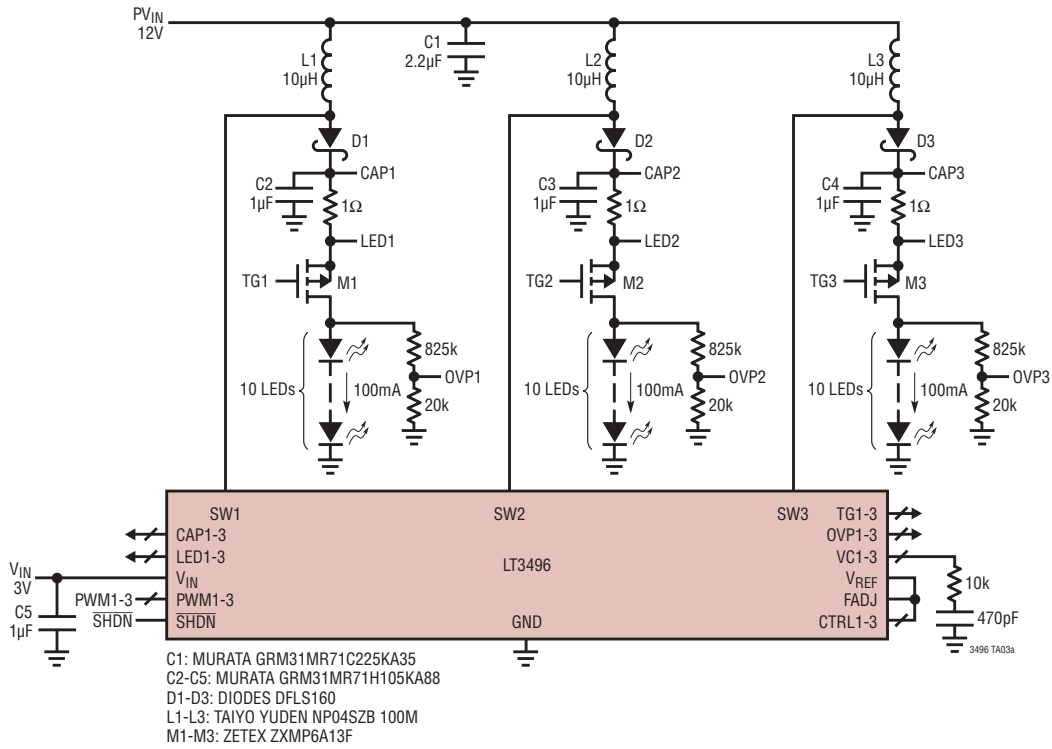 PVIN
12V
C1
2.2µF
L1
10µH
L2
10µH
L3
10µH
D1
D2
D3
CAP1
CAP2
CAP3
C2
1µF
C3
1µF
C4
1µF
1Ω
1Ω
1Ω
LED1
LED2
LED3
TG1
M1
TG2
M2
TG3
M3
825k
825k
825k
OVP1
OVP2
OVP3
10 LEDs
100mA
20k
10 LEDs
100mA
20k
10 LEDs
100mA
20k
SW1
SW2
SW3
TG1-3
CAP1-3
OVP1-3
LED1-3
VC1-3
LT3496
VIN
3V
VIN
VREF
10k
PWM1-3
PWM1-3
FADJ
C5
1µF
SHDN
SHDN
GND
CTRL1-3
470pF
3496 TA03a
C1: MURATA GRM31MR71C225KA35
C2-C5: MURATA GRM31MR71H105KA88
D1-D3: DIODES DFLS160
L1-L3: TAIYO YUDEN NP04SZB 100M
M1-M3: ZETEX ZXMP6A13F